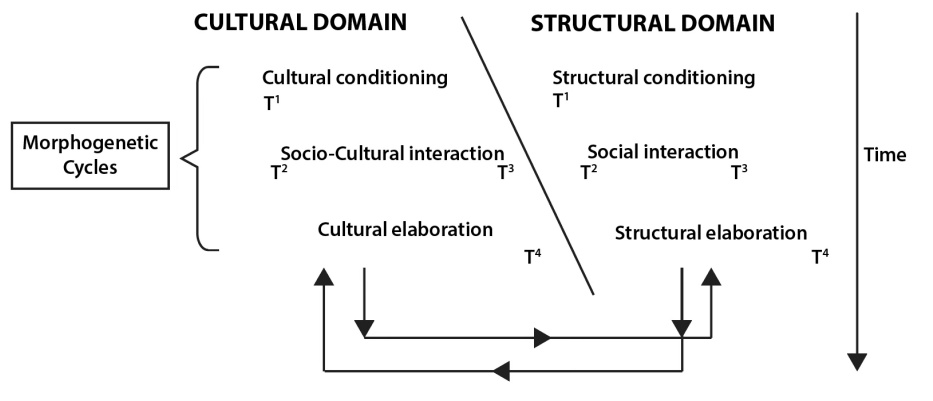 CULTURAL DOMAIN
STRUCTURAL DOMAIN
Cultural conditioning
T¹
Structural conditioning
T¹
Morphogenetic
Cycles
Socio-Cultural interaction
T² T³
Social interaction
T² T³
Time
Cultural elaboration
T⁴
Structural elaboration
T⁴